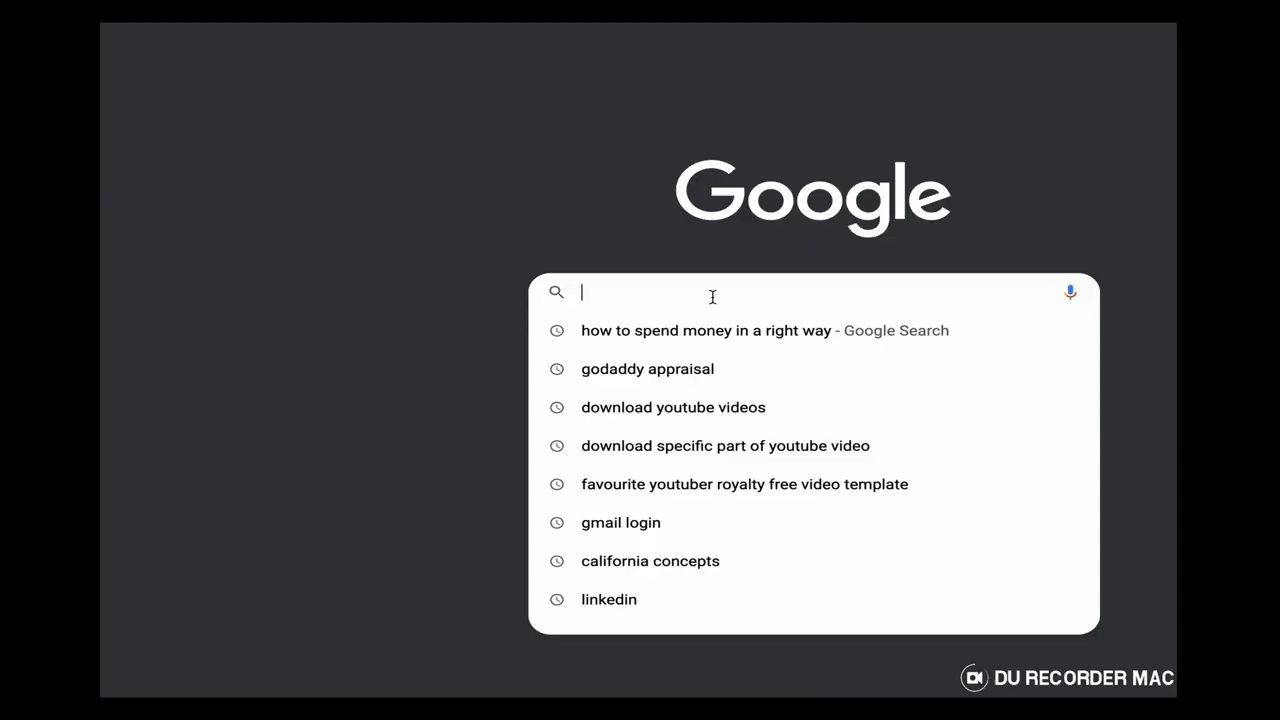 Google
how to spend money in a right way - Google Search
godaddy appraisal
download youtube videos
download specific part of youtube video
favourite youtuber royalty free video template
gmail login
california concepts
linkedin
DU RECORDER MAC